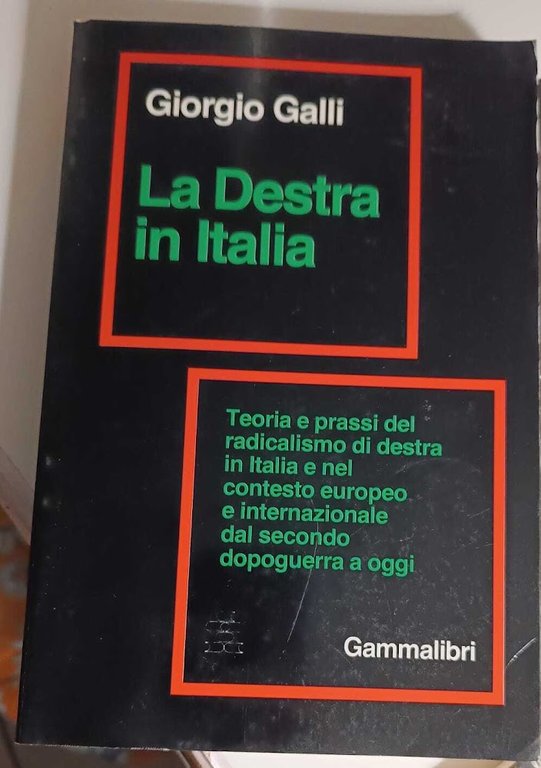 Giorgio Galli
La Destra
in Italia
Teoria e prassi del
radicalismo di destra
in Italia e nel
contesto europeo
e internazionale
dal secondo
dopoguerra a oggi
Gammalibri